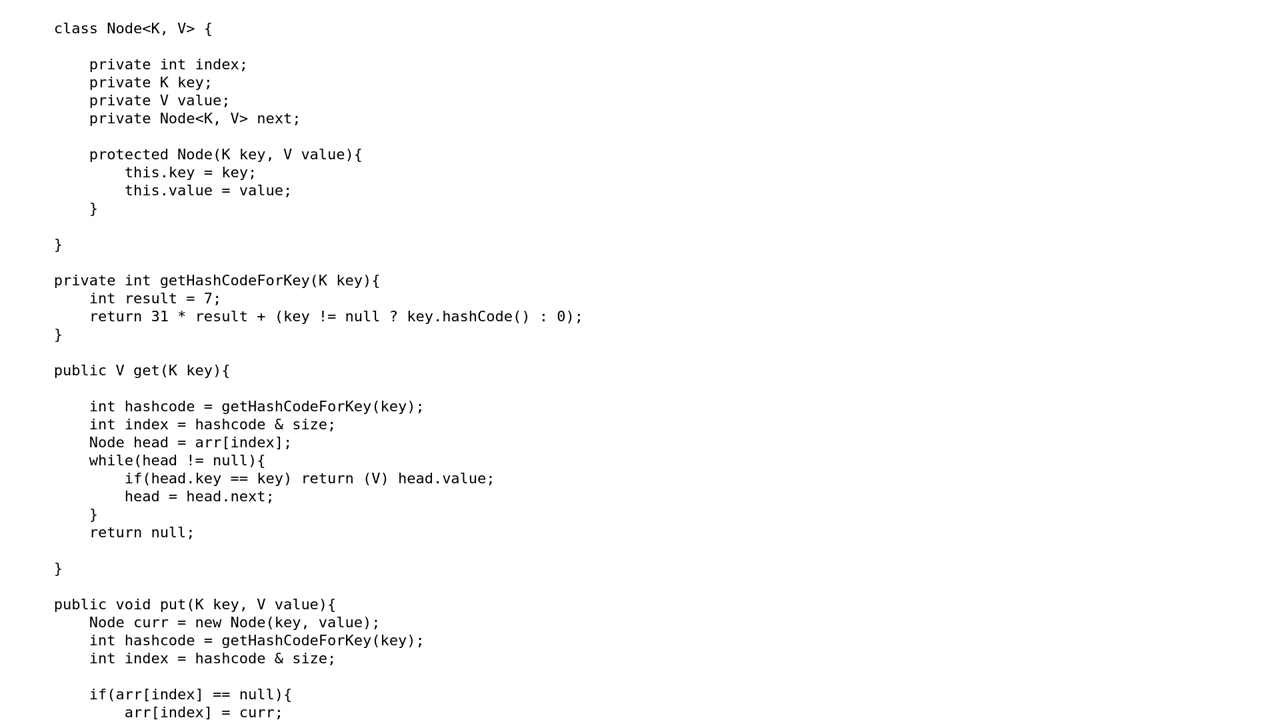 class Node<K, V> {
private int index;
private K key;
private V value;
private Node<K, V> next;
protected Node(K key, V value){
this.key = key;
this.value = value;
}
}
private int getHashCodeForKey(K key){
int result = 7;
return 31 * result + (key != null ? key.hashCode() : 0);
}
public V get(K key){
int hashcode = getHashCodeForKey(key);
int index = hashcode & size;
Node head = arr[index];
while(head != null){
if(head.key == key) return (V) head.value;
head = head.next;
}
return null;
}
public void put(K key, V value){
Node curr = new Node(key, value);
int hashcode = getHashCodeForKey(key);
int index = hashcode & size;
if(arr[index] == null){
arr[index] = curr;